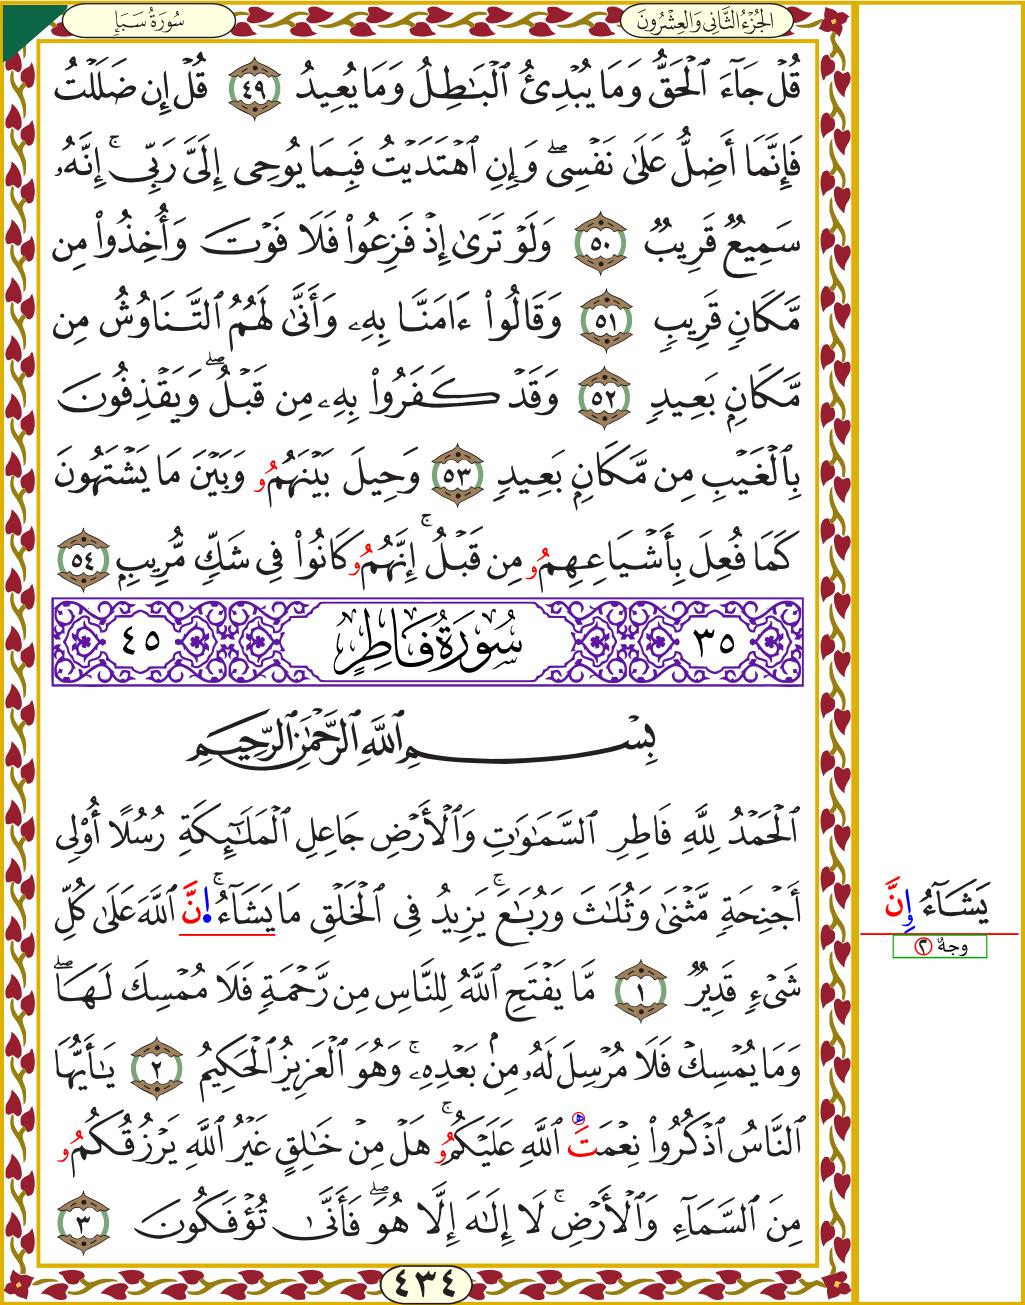 الجُزْءُ الثَّانِي وَالعِشْرُونَ
سُورَةُ سَبَإٍ
قُلْ جَآءَ ٱلْحَقُّ وَمَا يُبْدِئُ ٱلْبَـٰطِلُ وَمَا يُعِيدُ ٤٩ قُلْ إِن ضَلَلْتُ
فَإِنَّمَآ أَضِلُّ عَلَىٰ نَفْسِى ۖ وَإِنِ ٱهْتَدَيْتُ فَبِمَا يُوحِى إِلَىَّ رَبِّى ۚ إِنَّهُۥ
سَمِيعٌ قَرِيبٌ ٥٠ وَلَوْ تَرَىٰ إِذْ فَزِعُوا۟ فَلَا فَوْتَ وَأُخِذُوا۟ مِن
مَّكَانٍ قَرِيبٍ ٥١ وَقَالُوٓا۟ ءَامَنَّا بِهِۦ وَأَنَّىٰ لَهُمُ ٱلتَّنَاوُشُ مِن
مَّكَانٍۭ بَعِيدٍ ٥٢ وَقَدْ كَفَرُوا۟ بِهِۦ مِن قَبْلُ ۖ وَيَقْذِفُونَ
بِٱلْغَيْبِ مِن مَّكَانٍۭ بَعِيدٍ ٥٣ وَحِيلَ بَيْنَهُمُۥ وَبَيْنَ مَا يَشْتَهُونَ
كَمَا فُعِلَ بِأَشْيَاعِهِمُۥ مِن قَبْلُ ۚ إِنَّهُمُۥ كَانُوا۟ فِى شَكٍّ مُّرِيبٍۭ ٥٤
٣٥ سُورَةُ فَاطِرٍ ٤٥
بِسْمِ ٱللَّهِ ٱلرَّحْمَـٰنِ ٱلرَّحِيمِ
ٱلْحَمْدُ لِلَّهِ فَاطِرِ ٱلسَّمَـٰوَٰتِ وَٱلْأَرْضِ جَاعِلِ ٱلْمَلَـٰٓئِكَةِ رُسُلًا أُو۟لِىٓ
أَجْنِحَةٍ مَّثْنَىٰ وَثُلَـٰثَ وَرُبَـٰعَ ۚ يَزِيدُ فِى ٱلْخَلْقِ مَا يَشَآءُ ۚ إِنَّ ٱللَّهَ عَلَىٰ كُلِّ
شَىْءٍ قَدِيرٌ ١ مَّا يَفْتَحِ ٱللَّهُ لِلنَّاسِ مِن رَّحْمَةٍ فَلَا مُمْسِكَ لَهَا ۖ
وَمَا يُمْسِكْ فَلَا مُرْسِلَ لَهُۥ مِنۢ بَعْدِهِۦ ۚ وَهُوَ ٱلْعَزِيزُ ٱلْحَكِيمُ ٢ يَـٰٓأَيُّهَا
ٱلنَّاسُ ٱذْكُرُوا۟ نِعْمَتَ ٱللَّهِ عَلَيْكُمُۥ ۚ هَلْ مِنْ خَـٰلِقٍ غَيْرُ ٱللَّهِ يَرْزُقُكُمُۥ
مِنَ ٱلسَّمَآءِ وَٱلْأَرْضِ ۚ لَآ إِلَـٰهَ إِلَّا هُوَ ۖ فَأَنَّىٰ تُؤْفَكُونَ ٣
٤٣٤
يَشَآءُ وِنَّ
وجهٌ ٢